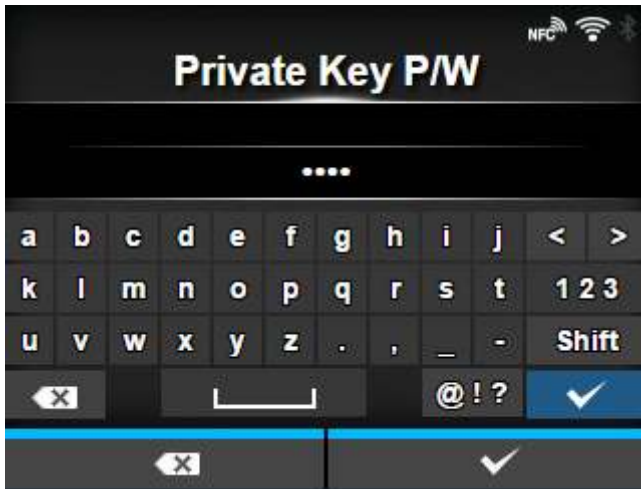 NFC
Private Key P/W
••••
a b c d e f g h i j < >
k l m n o p q r s t 1 2 3
u v w x y z . , _ - Shift
@ ! ?